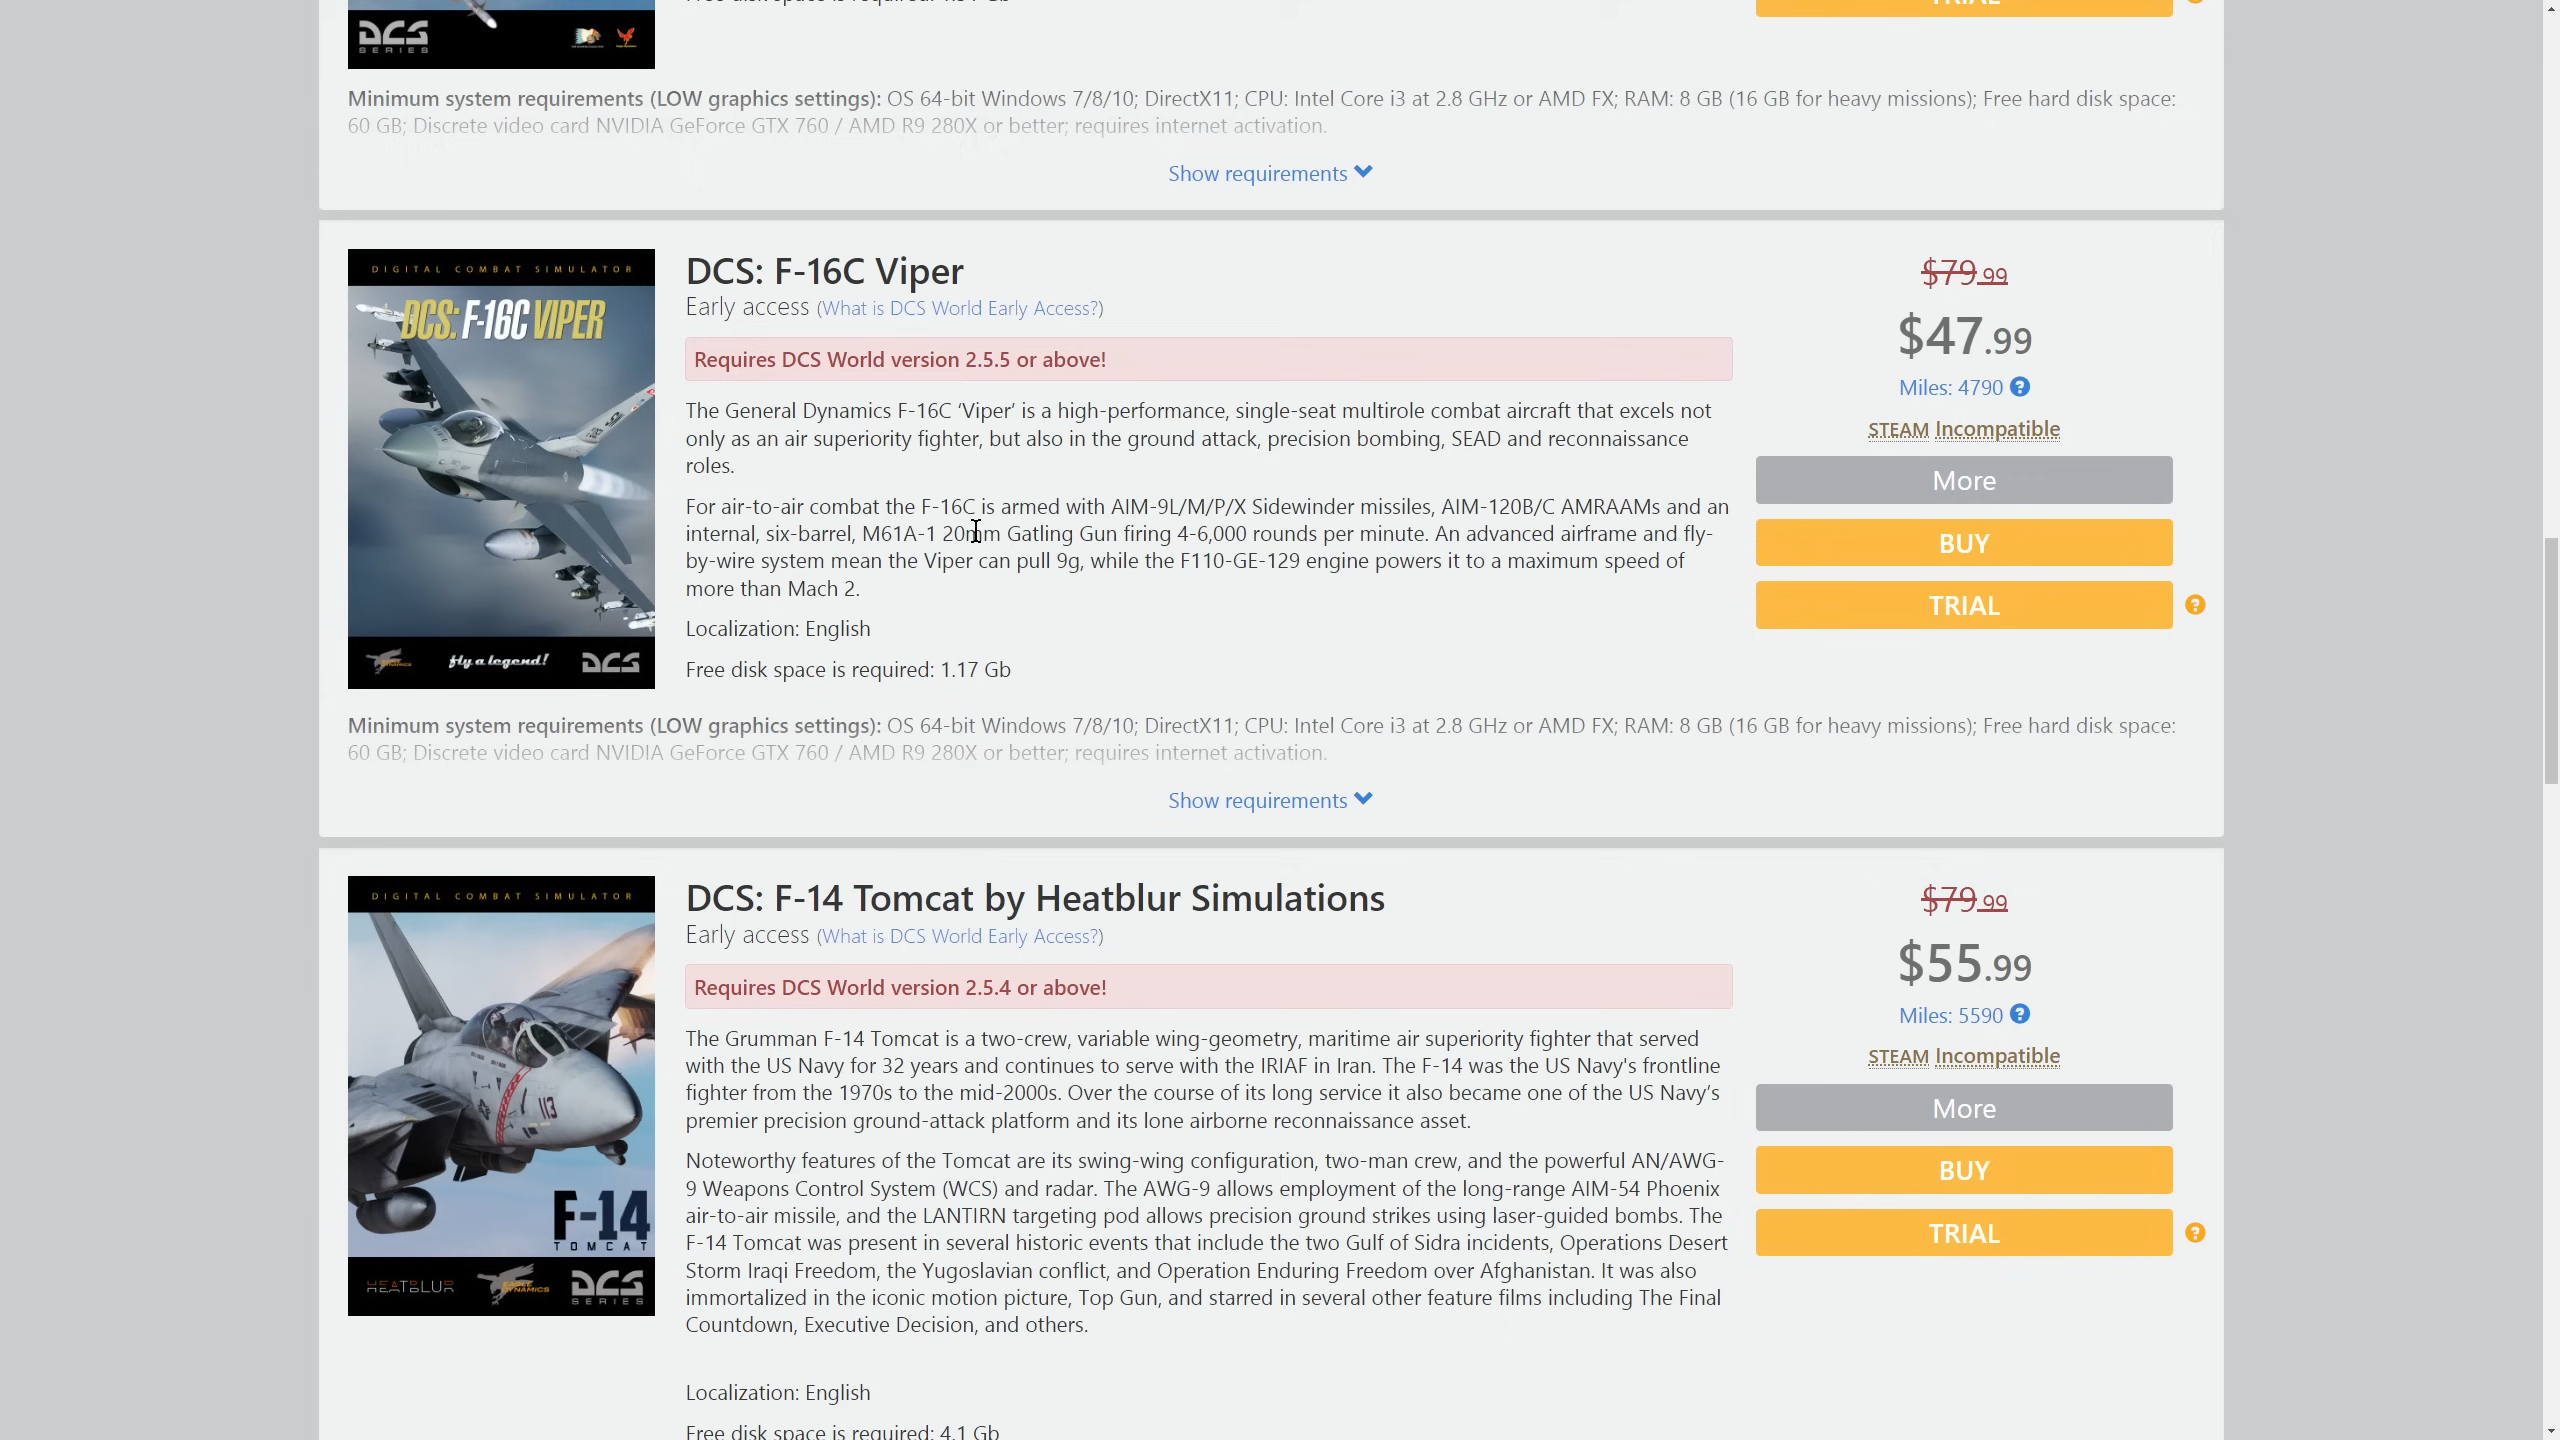 Free disk space is required: 1.
Gb
TRIAL
?
DCS
SERIES
Minimum system requirements (LOW graphics settings): OS 64-bit Windows 7/8/10; DirectX11; CPU: Intel Core i3 at 2.8 GHz or AMD FX; RAM: 8 GB (16 GB for heavy missions); Free hard disk space:
60 GB; Discrete video card NVIDIA GeForce GTX 760 / AMD R9 280X or better; requires internet activation.
Show requirements
DIGITAL COMBAT SIMULATOR
DCS: F-16C VIPER
EAGLE DYNAMICS
fly a legend!
DCS
DCS: F-16C Viper
Early access (What is DCS World Early Access?)
Requires DCS World version 2.5.5 or above!
The General Dynamics F-16C ‘Viper’ is a high-performance, single-seat multirole combat aircraft that excels not
only as an air superiority fighter, but also in the ground attack, precision bombing, SEAD and reconnaissance
roles.
For air-to-air combat the F-16C is armed with AIM-9L/M/P/X Sidewinder missiles, AIM-120B/C AMRAAMs and an
internal, six-barrel, M61A-1 20mm Gatling Gun firing 4-6,000 rounds per minute. An advanced airframe and fly-
by-wire system mean the Viper can pull 9g, while the F110-GE-129 engine powers it to a maximum speed of
more than Mach 2.
Localization: English
Free disk space is required: 1.17 Gb
$79.99
$47.99
Miles: 4790 ?
STEAM Incompatible
More
BUY
TRIAL
?
Minimum system requirements (LOW graphics settings): OS 64-bit Windows 7/8/10; DirectX11; CPU: Intel Core i3 at 2.8 GHz or AMD FX; RAM: 8 GB (16 GB for heavy missions); Free hard disk space:
60 GB; Discrete video card NVIDIA GeForce GTX 760 / AMD R9 280X or better; requires internet activation.
Show requirements
DIGITAL COMBAT SIMULATOR
113
F-14
TOMCAT
HEATBLUR
EAGLE DYNAMICS
DCS
SERIES
DCS: F-14 Tomcat by Heatblur Simulations
Early access (What is DCS World Early Access?)
Requires DCS World version 2.5.4 or above!
The Grumman F-14 Tomcat is a two-crew, variable wing-geometry, maritime air superiority fighter that served
with the US Navy for 32 years and continues to serve with the IRIAF in Iran. The F-14 was the US Navy's frontline
fighter from the 1970s to the mid-2000s. Over the course of its long service it also became one of the US Navy’s
premier precision ground-attack platform and its lone airborne reconnaissance asset.
Noteworthy features of the Tomcat are its swing-wing configuration, two-man crew, and the powerful AN/AWG-
9 Weapons Control System (WCS) and radar. The AWG-9 allows employment of the long-range AIM-54 Phoenix
air-to-air missile, and the LANTIRN targeting pod allows precision ground strikes using laser-guided bombs. The
F-14 Tomcat was present in several historic events that include the two Gulf of Sidra incidents, Operations Desert
Storm Iraqi Freedom, the Yugoslavian conflict, and Operation Enduring Freedom over Afghanistan. It was also
immortalized in the iconic motion picture, Top Gun, and starred in several other feature films including The Final
Countdown, Executive Decision, and others.
Localization: English
Free disk space is required: 4.1 Gb
$79.99
$55.99
Miles: 5590 ?
STEAM Incompatible
More
BUY
TRIAL
?